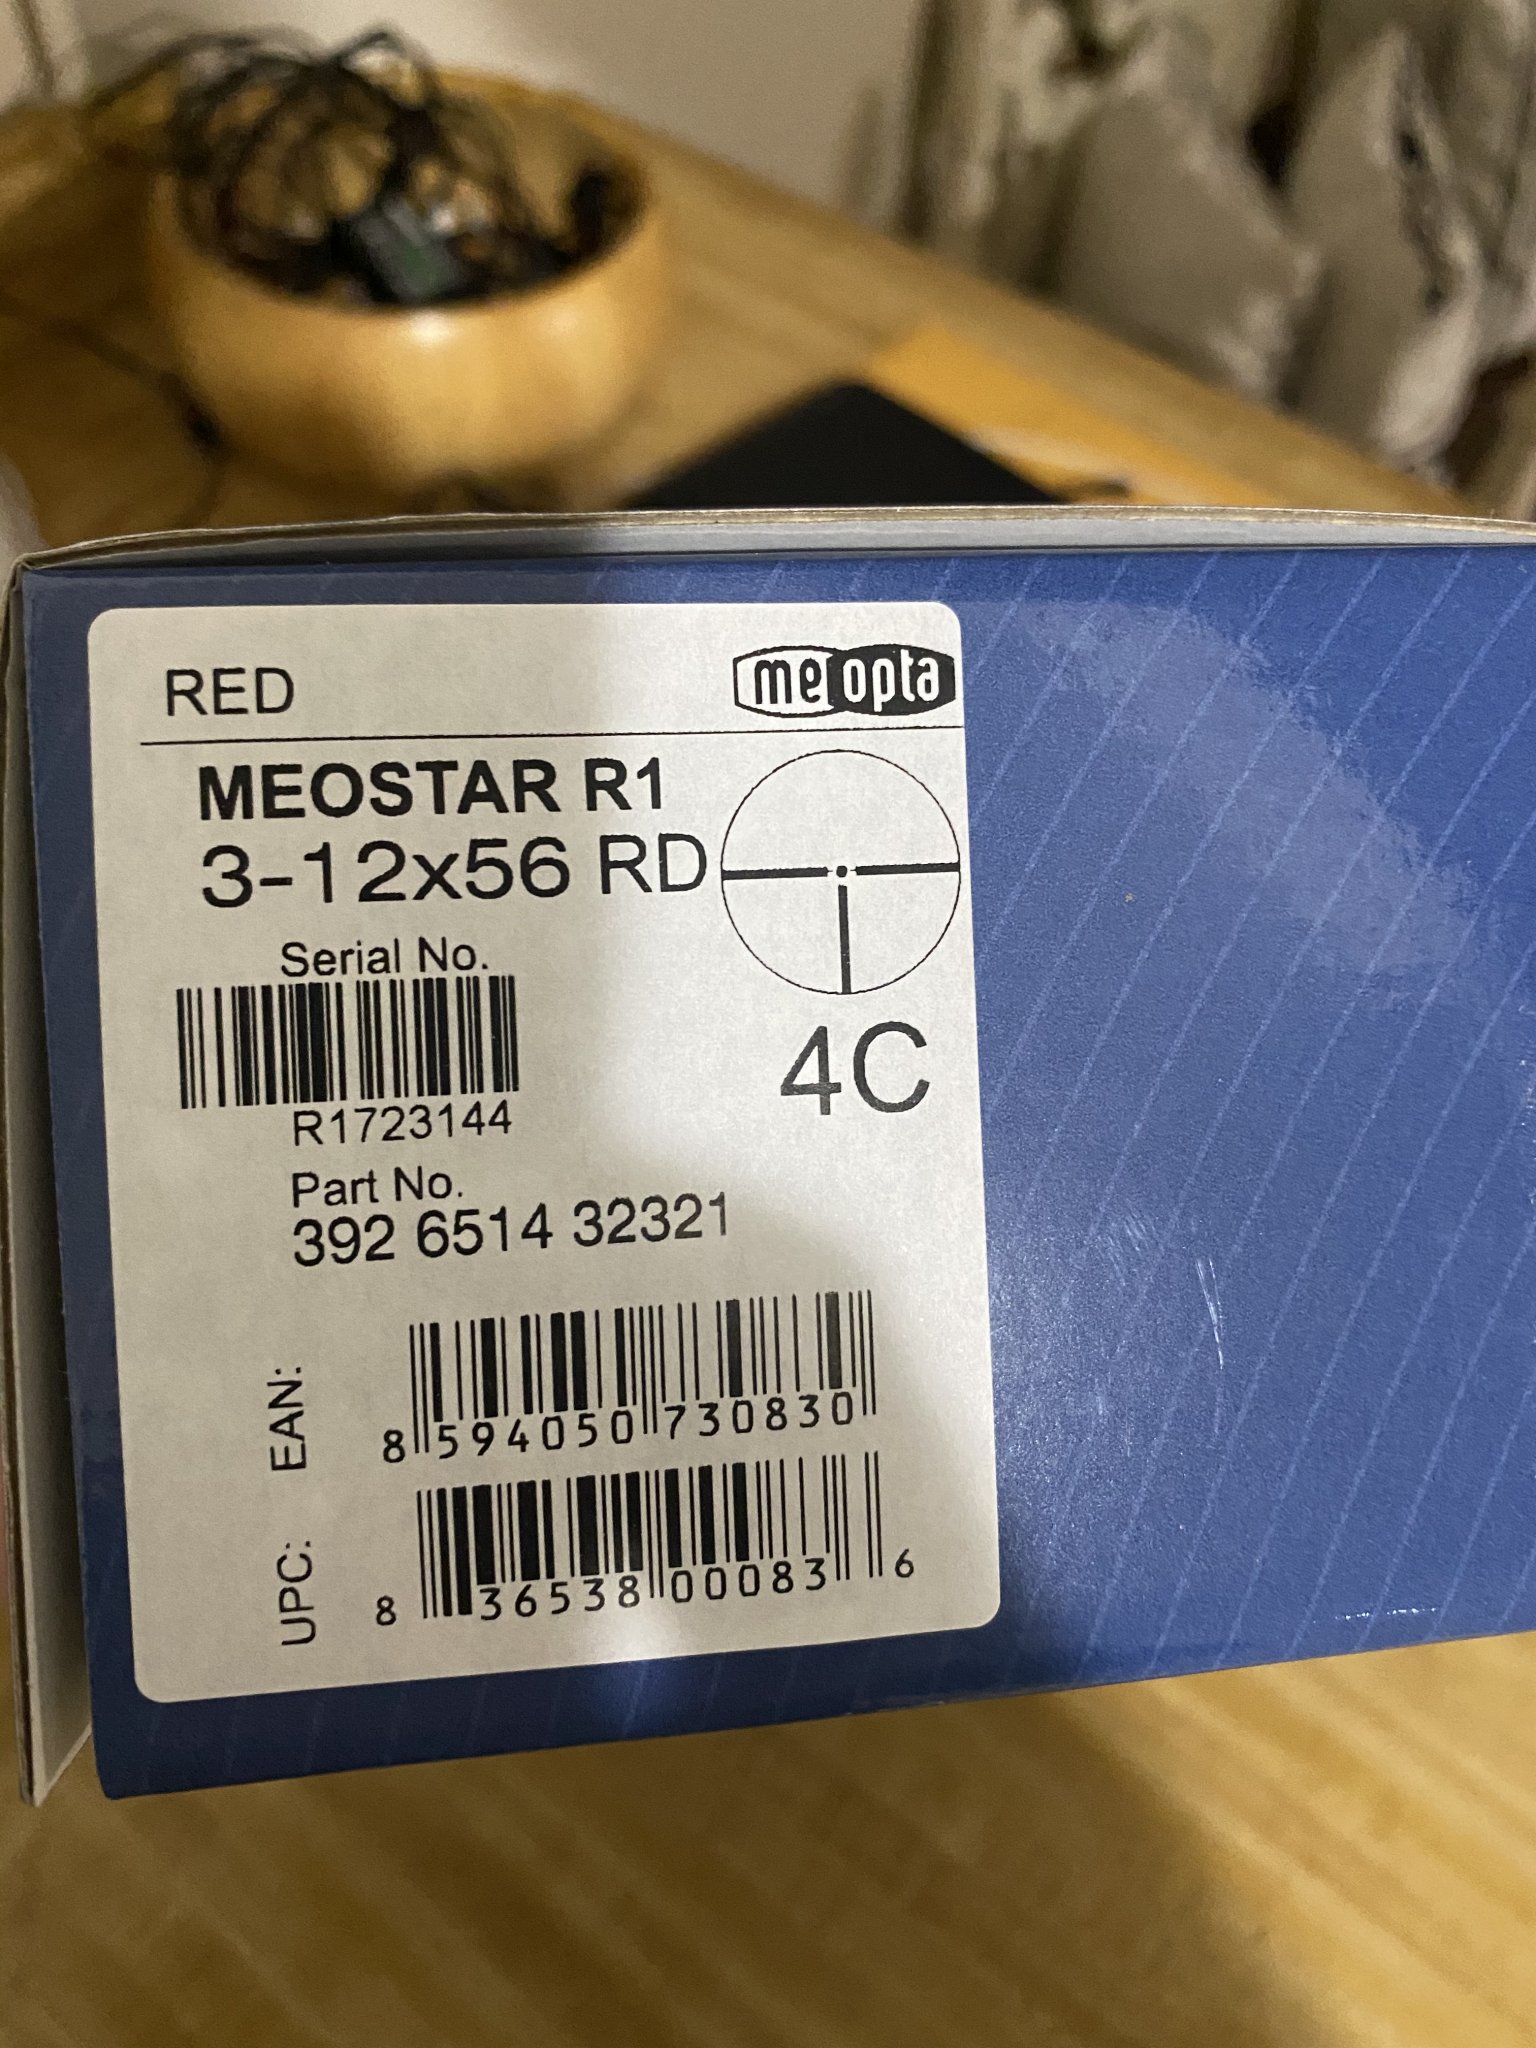 RED
meopta
MEOSTAR R1
3-12x56 RD
Serial No.
R1723144
4C
Part No.
392 6514 32321
EAN:
8 594050 730830
UPC:
8 36538 00083 6